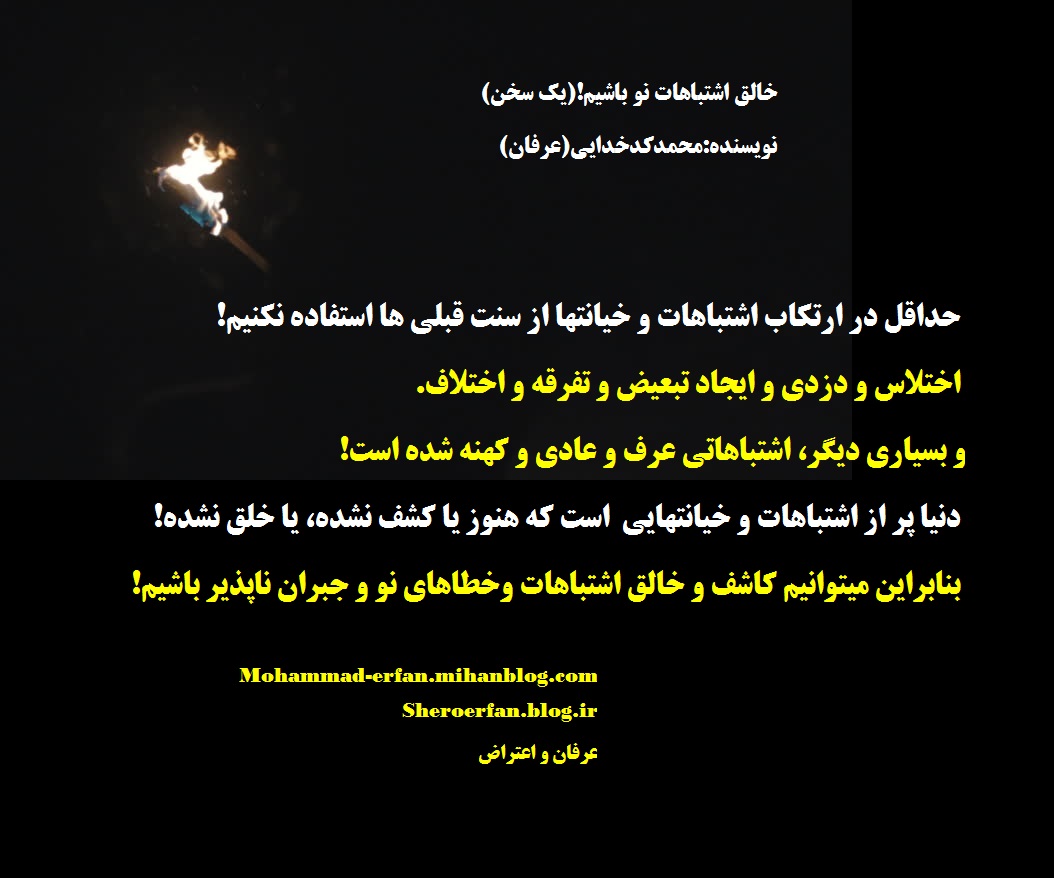 خالق اشتباهات نو باشیم!(یک سخن)
نویسنده:محمدکدخدایی(عرفان)
حداقل در ارتکاب اشتباهات و خیانتها از سنت قبلی ها استفاده نکنیم!
اختلاس و دزدی و ایجاد تبعیض و تفرقه و اختلاف.
و بسیاری دیگر، اشتباهاتی عرف و عادی و کهنه شده است!
دنیا پر از اشتباهات و خیانتهایی است که هنوز یا کشف نشده، یا خلق نشده!
بنابراین میتوانیم کاشف و خالق اشتباهات وخطاهای نو و جبران ناپذیر باشیم!
Mohammad-erfan.mihanblog.com
Sheroerfan.blog.ir
عرفان و اعتراض